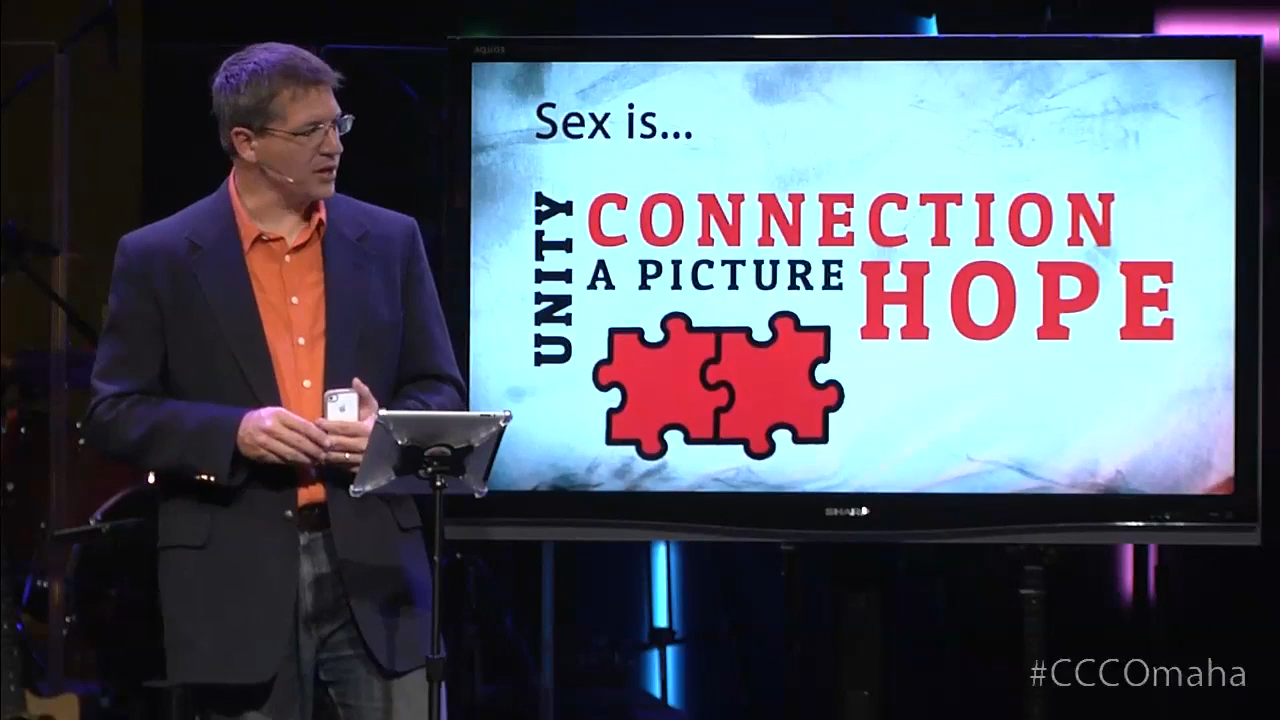 AQUOS
Sex is...
UNITY
CONNECTION
A PICTURE
HOPE
SHARP
#CCCOmaha